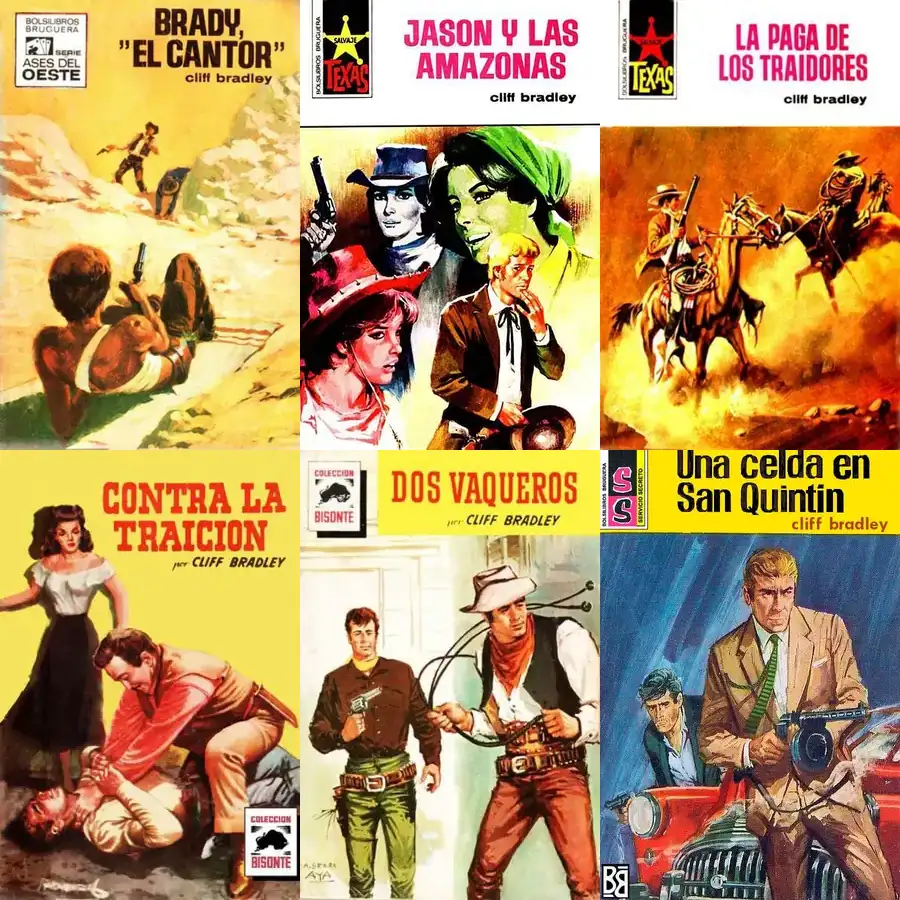 BOLSILIBROS
BRUGUERA
SERIE
ASES DEL
OESTE
BRADY,
"EL CANTOR"
cliff bradley
BOLSILIBROS BRUGUERA
SALVAJE
TEXAS
JASON Y LAS
AMAZONAS
cliff bradley
BOLSILIBROS BRUGUERA
SALVAJE
TEXAS
LA PAGA DE
LOS TRAIDORES
cliff bradley
CONTRA LA
TRAICION
por CLIFF BRADLEY
COLECCION
BISONTE
COLECCION
BISONTE
DOS VAQUEROS
por CLIFF BRADLEY
AYA
BOLSILIBROS BRUGUERA
SS
SERVICIO SECRETO
Una celda en
San Quintin
cliff bradley
BB